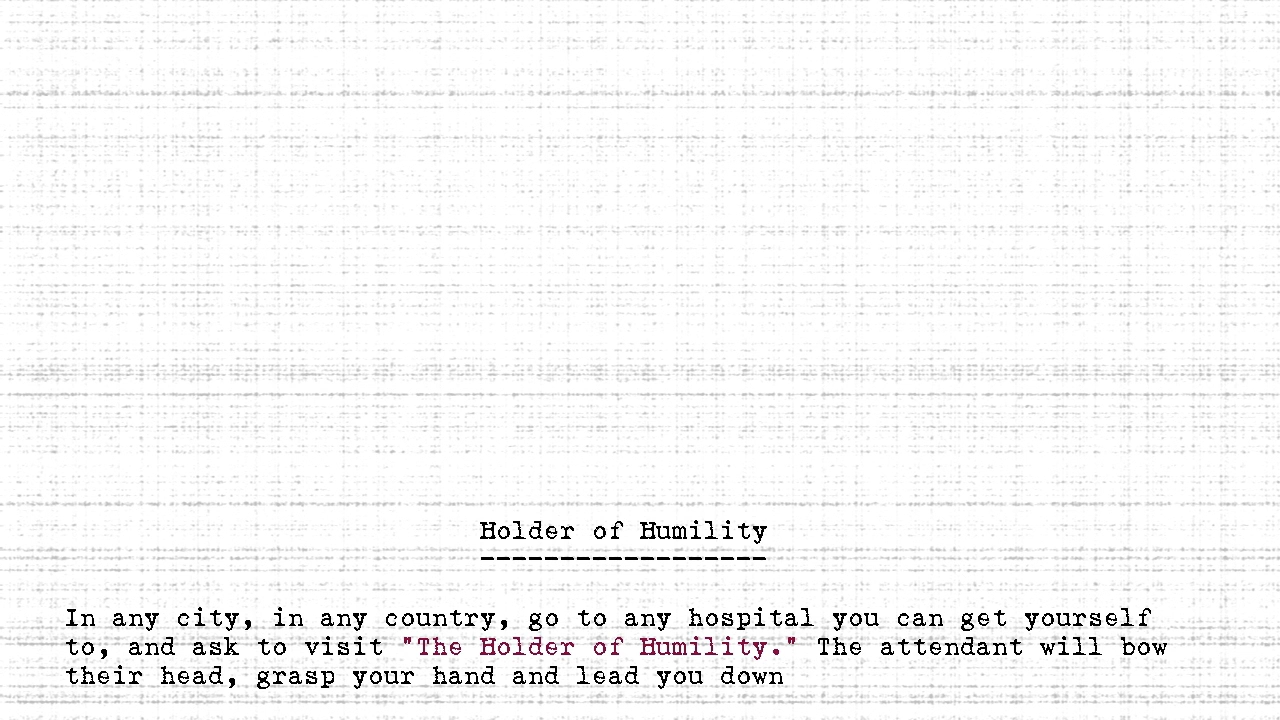 Holder of Humility
------------------
In any city, in any country, go to any hospital you can get yourself
to, and ask to visit "The Holder of Humility." The attendant will bow
their head, grasp your hand and lead you down